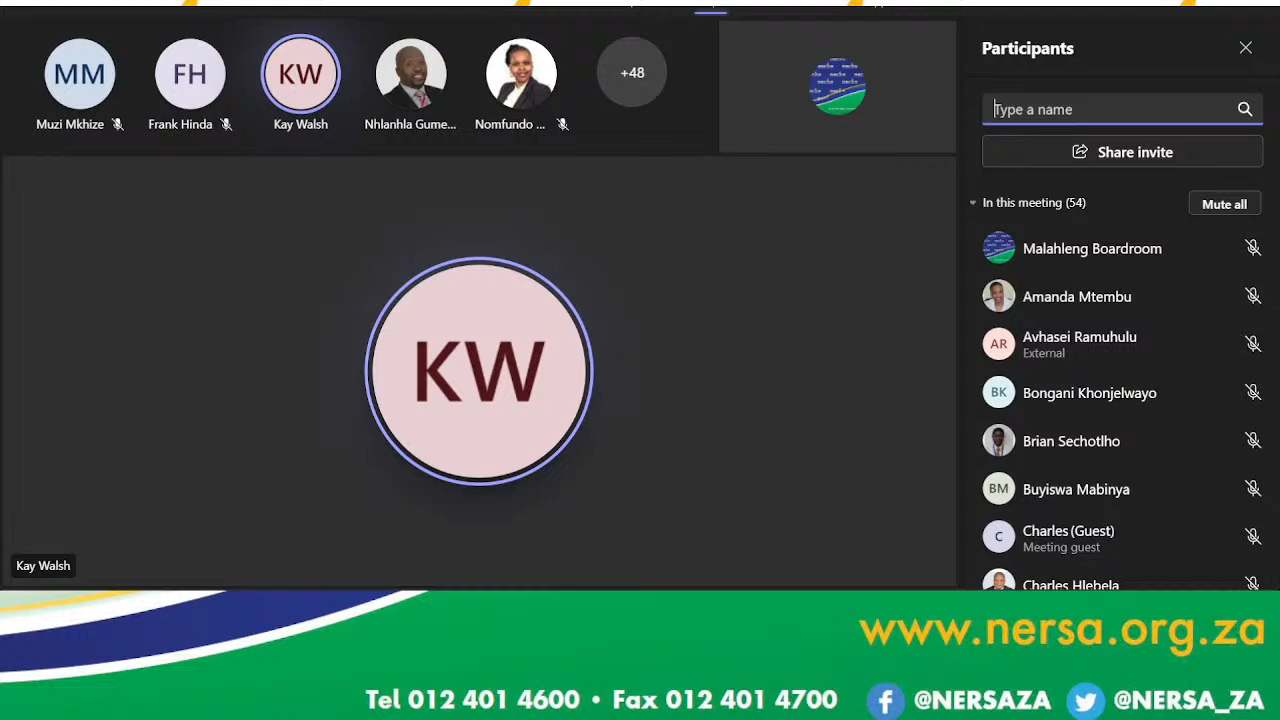 MM
FH
KW
+48
Muzi Mkhize
Frank Hinda
Kay Walsh
Nhlanhla Gume...
Nomfundo ...
KW
Kay Walsh
Participants
Type a name
Share invite
In this meeting (54)
Mute all
Malahleng Boardroom
Amanda Mtembu
AR
Avhasei Ramuhulu
External
BK
Bongani Khonjelwayo
Brian Sechotlho
BM
Buyiswa Mabinya
C
Charles (Guest)
Meeting guest
Charles Hlebela
www.nersa.org.za
Tel 012 401 4600 • Fax 012 401 4700
@NERSAZA
@NERSA_ZA